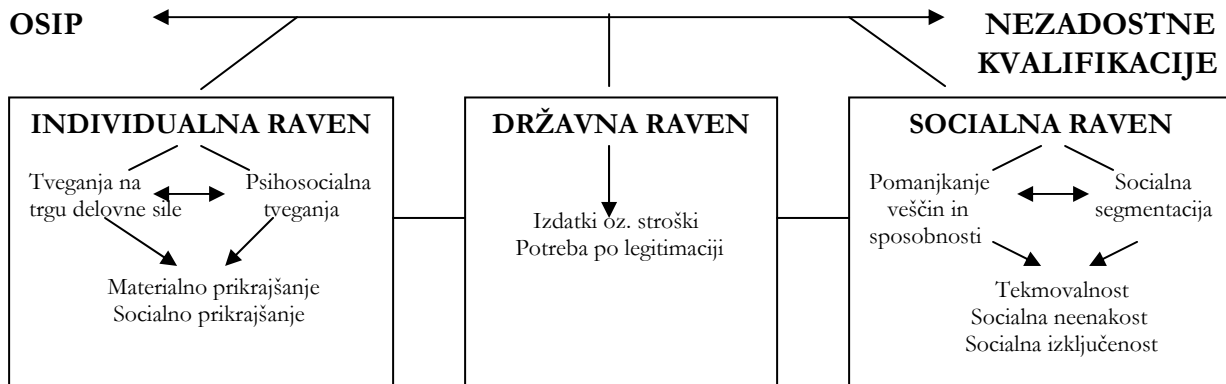 OSIP
NEZADOSTNE
KVALIFIKACIJE
INDIVIDUALNA RAVEN
Tveganja na
trgu delovne sile
Psihosocialna
tveganja
Materialno prikrajšanje
Socialno prikrajšanje
DRŽAVNA RAVEN
Izdatki oz. stroški
Potreba po legitimaciji
SOCIALNA RAVEN
Pomanjkanje
veščin in
sposobnosti
Socialna
segmentacija
Tekmovalnost
Socialna neenakost
Socialna izključenost